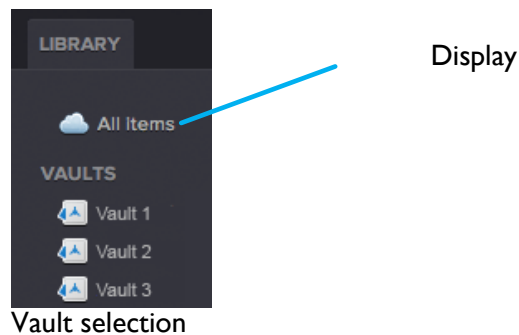 LIBRARY
Display
All Items
VAULTS
Vault 1
Vault 2
Vault 3
Vault selection